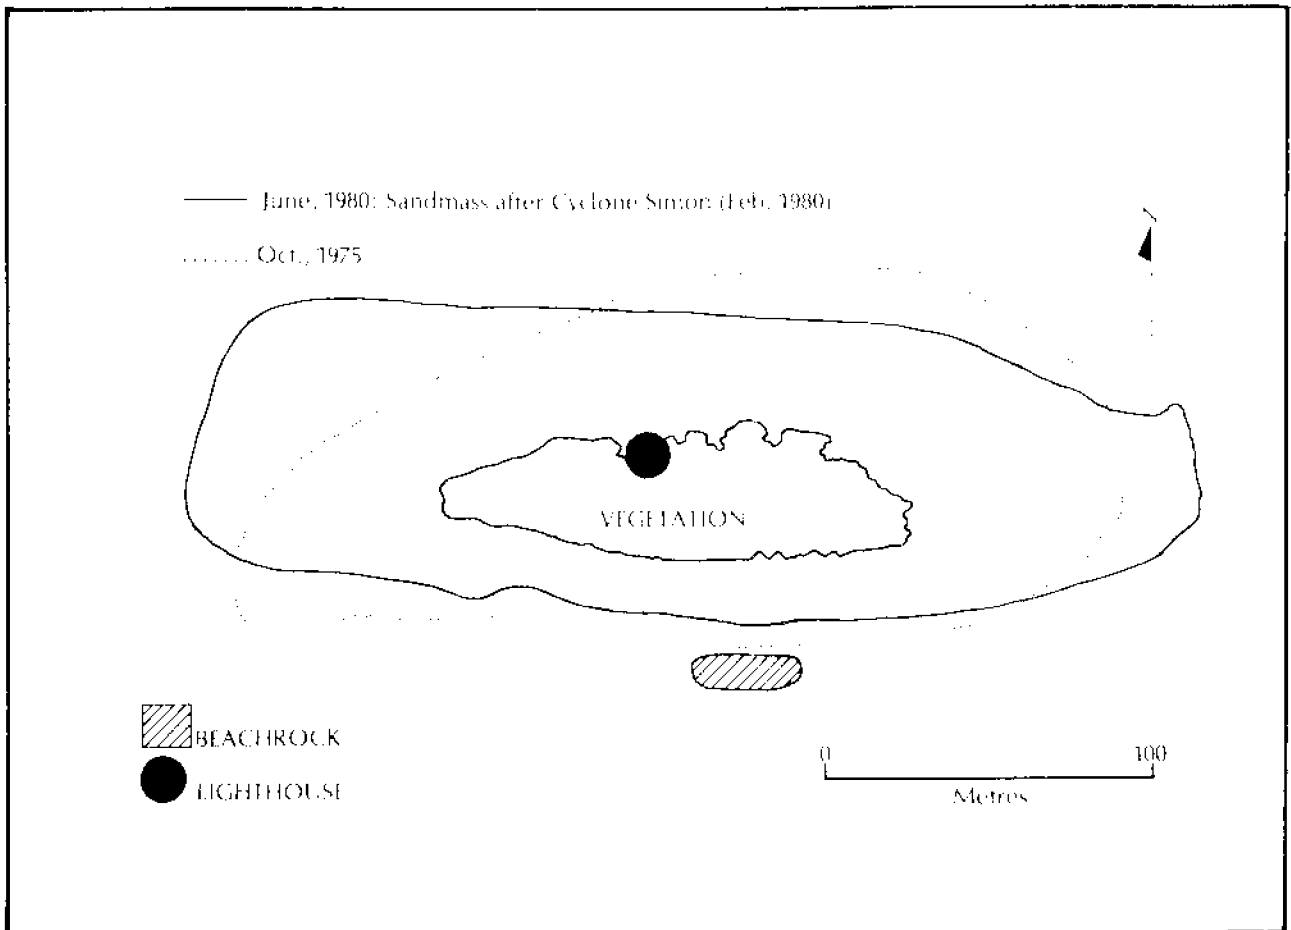 June, 1980: Sandmass after Cyclone Simon (Feb. 1980)
Oct., 1975
VEGETATION
BEACHROCK
LIGHTHOUSE
0 100
Metres